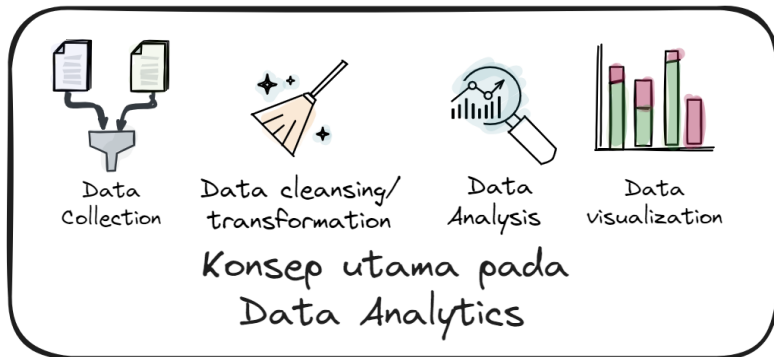 Data
Collection
Data cleansing/
transformation
Data
Analysis
Data
visualization
Konsep utama pada
Data Analytics